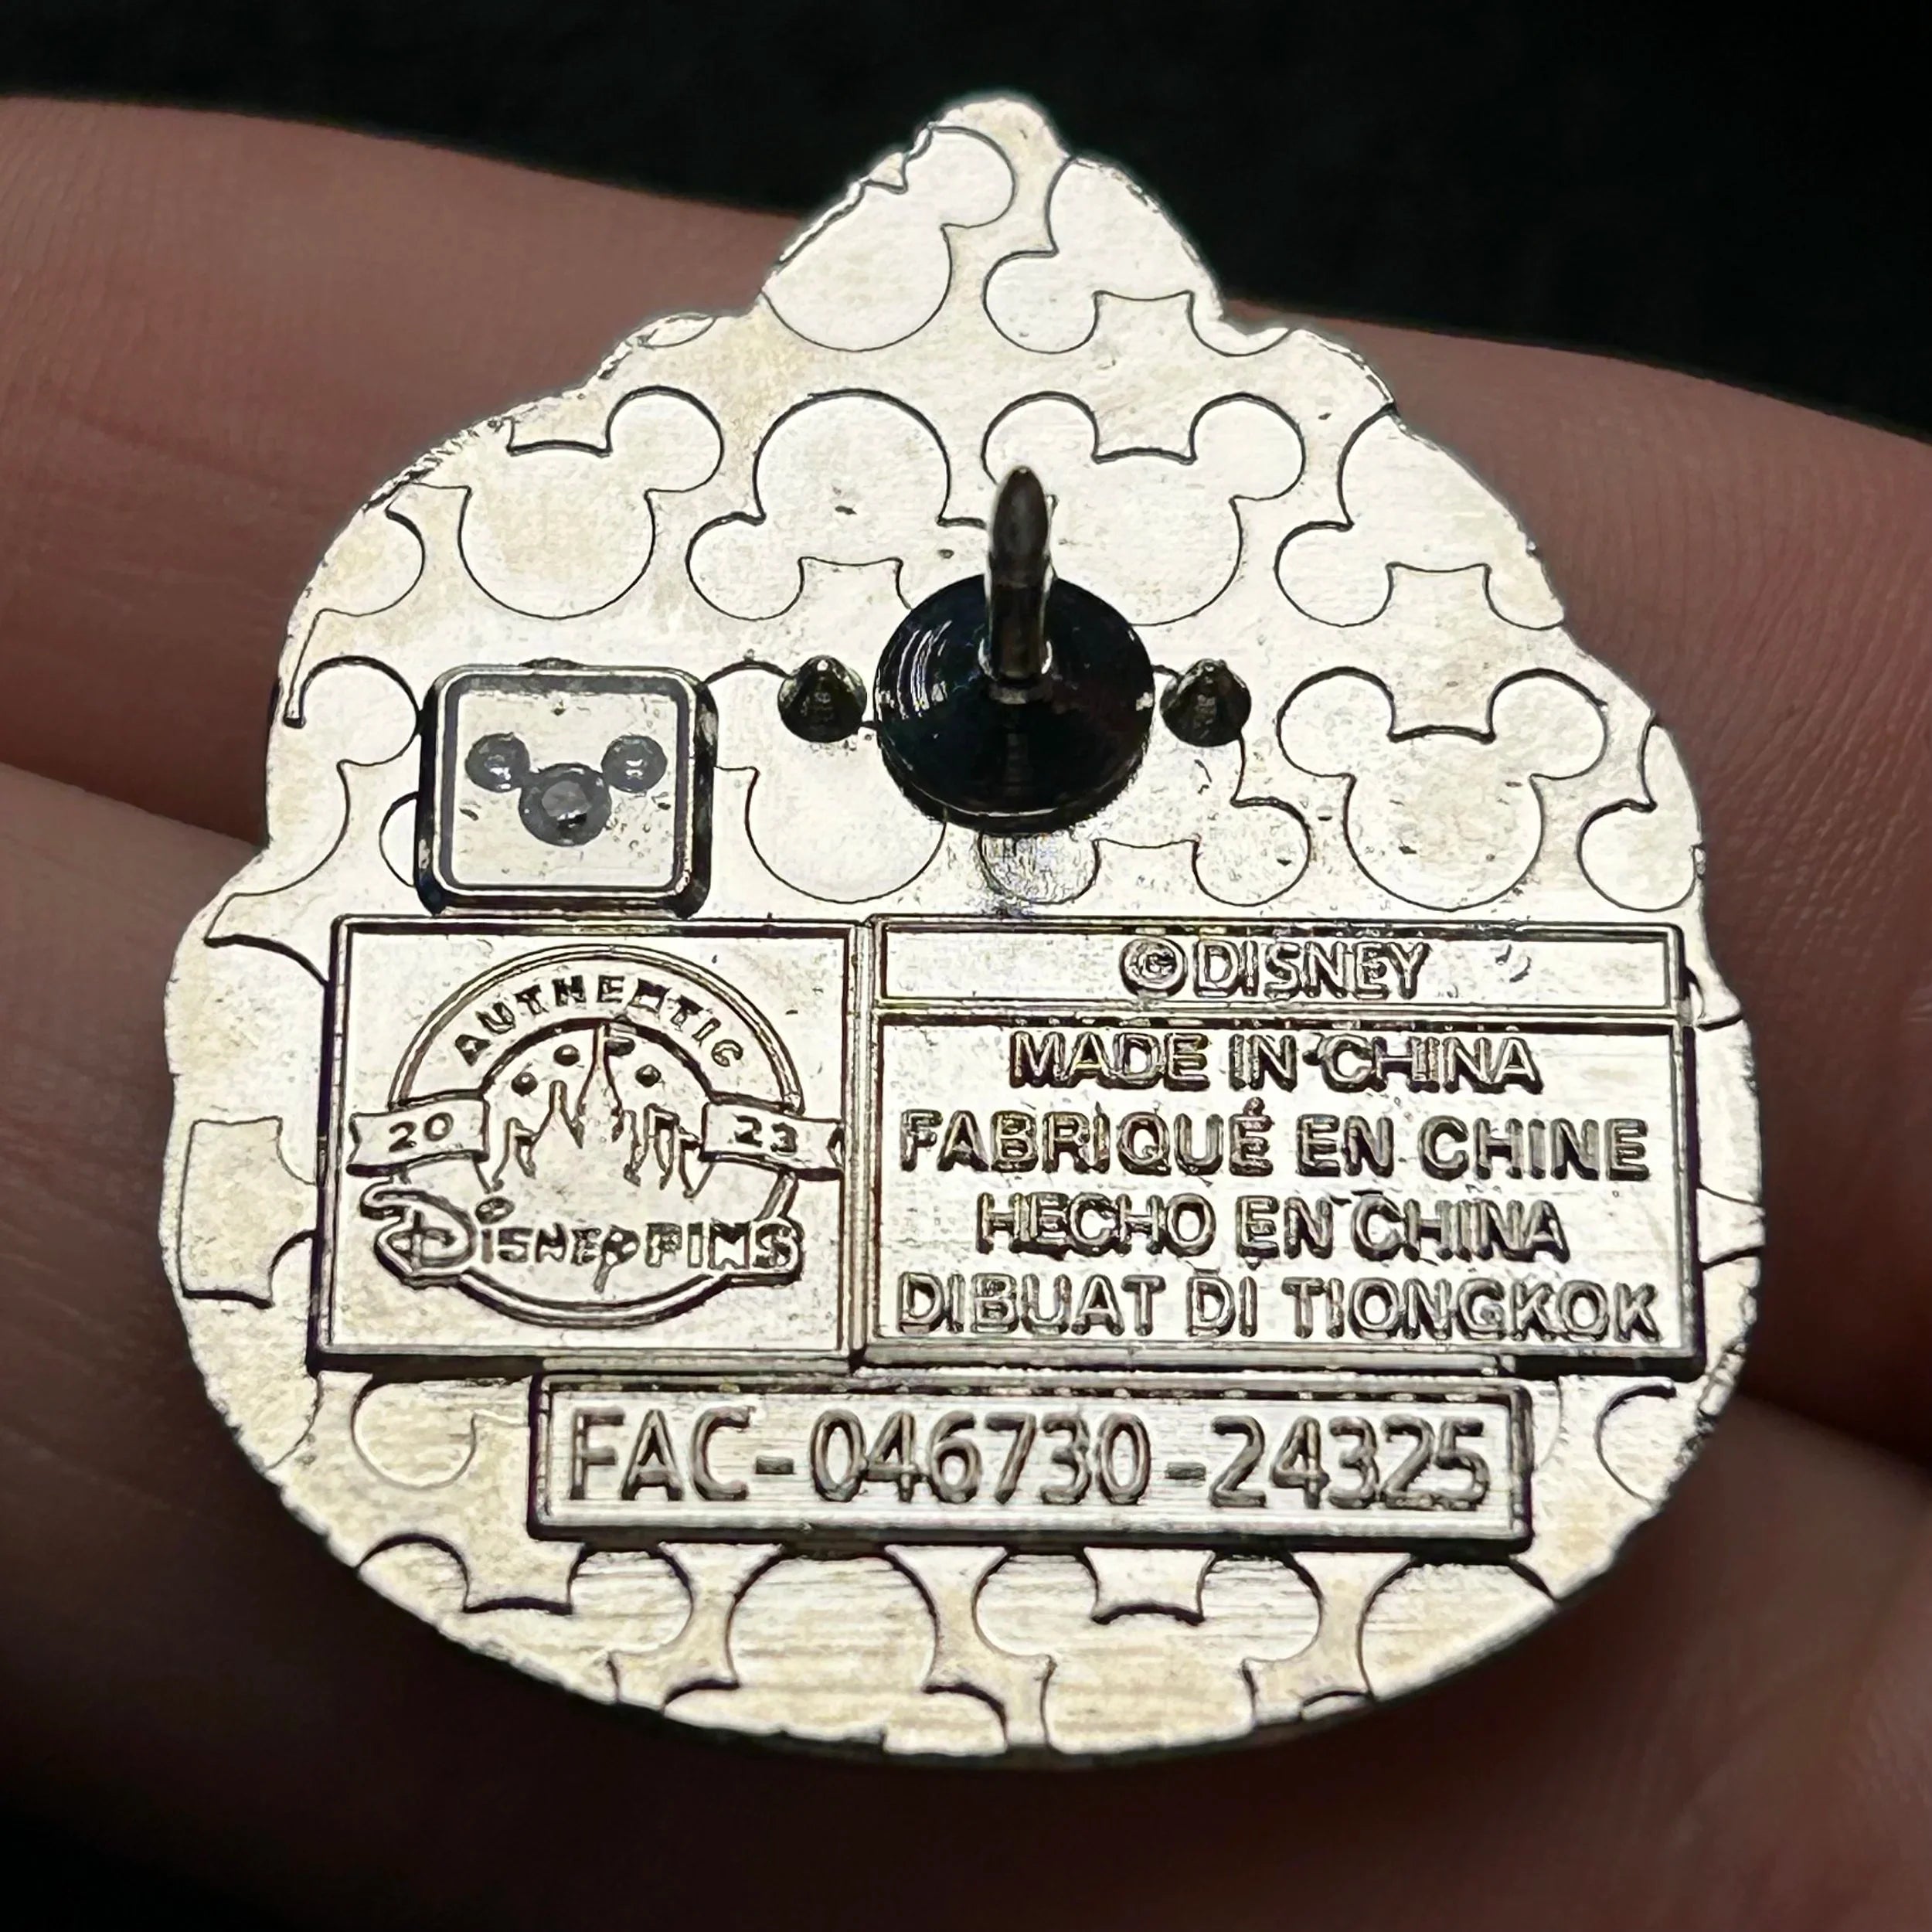 AUTHENTIC
20 23
Disney PINS
©DISNEY
MADE IN CHINA
FABRIQUÉ EN CHINE
HECHO EN CHINA
DIBUAT DI TIONGKOK
FAC-046730-24325